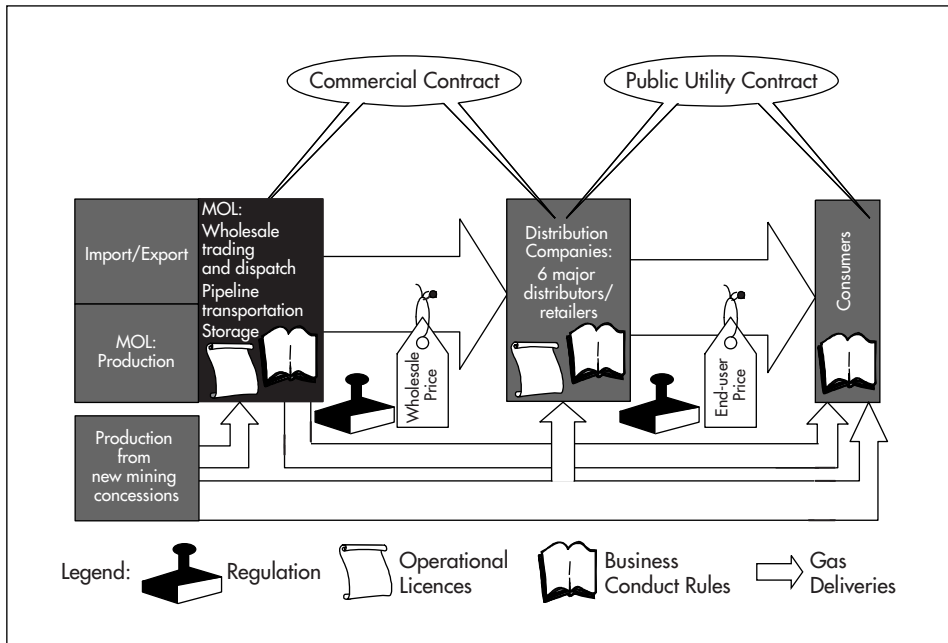 Commercial Contract
Public Utility Contract
Import/Export
MOL:
Production
MOL:
Wholesale
trading
and dispatch
Pipeline
transportation
Storage
Wholesale
Price
Distribution
Companies:
6 major
distributors/
retailers
End-user
Price
Consumers
Production
from
new mining
concessions
Legend:
Regulation
Operational
Licences
Business
Conduct Rules
Gas
Deliveries